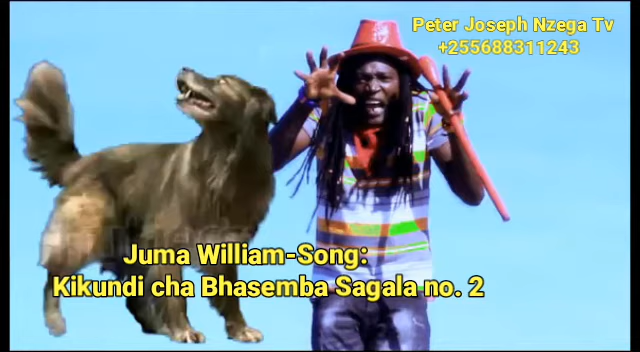 Peter Joseph Nzega Tv
+255688311243
Juma William-Song:
Kikundi cha Bhasemba Sagala no. 2